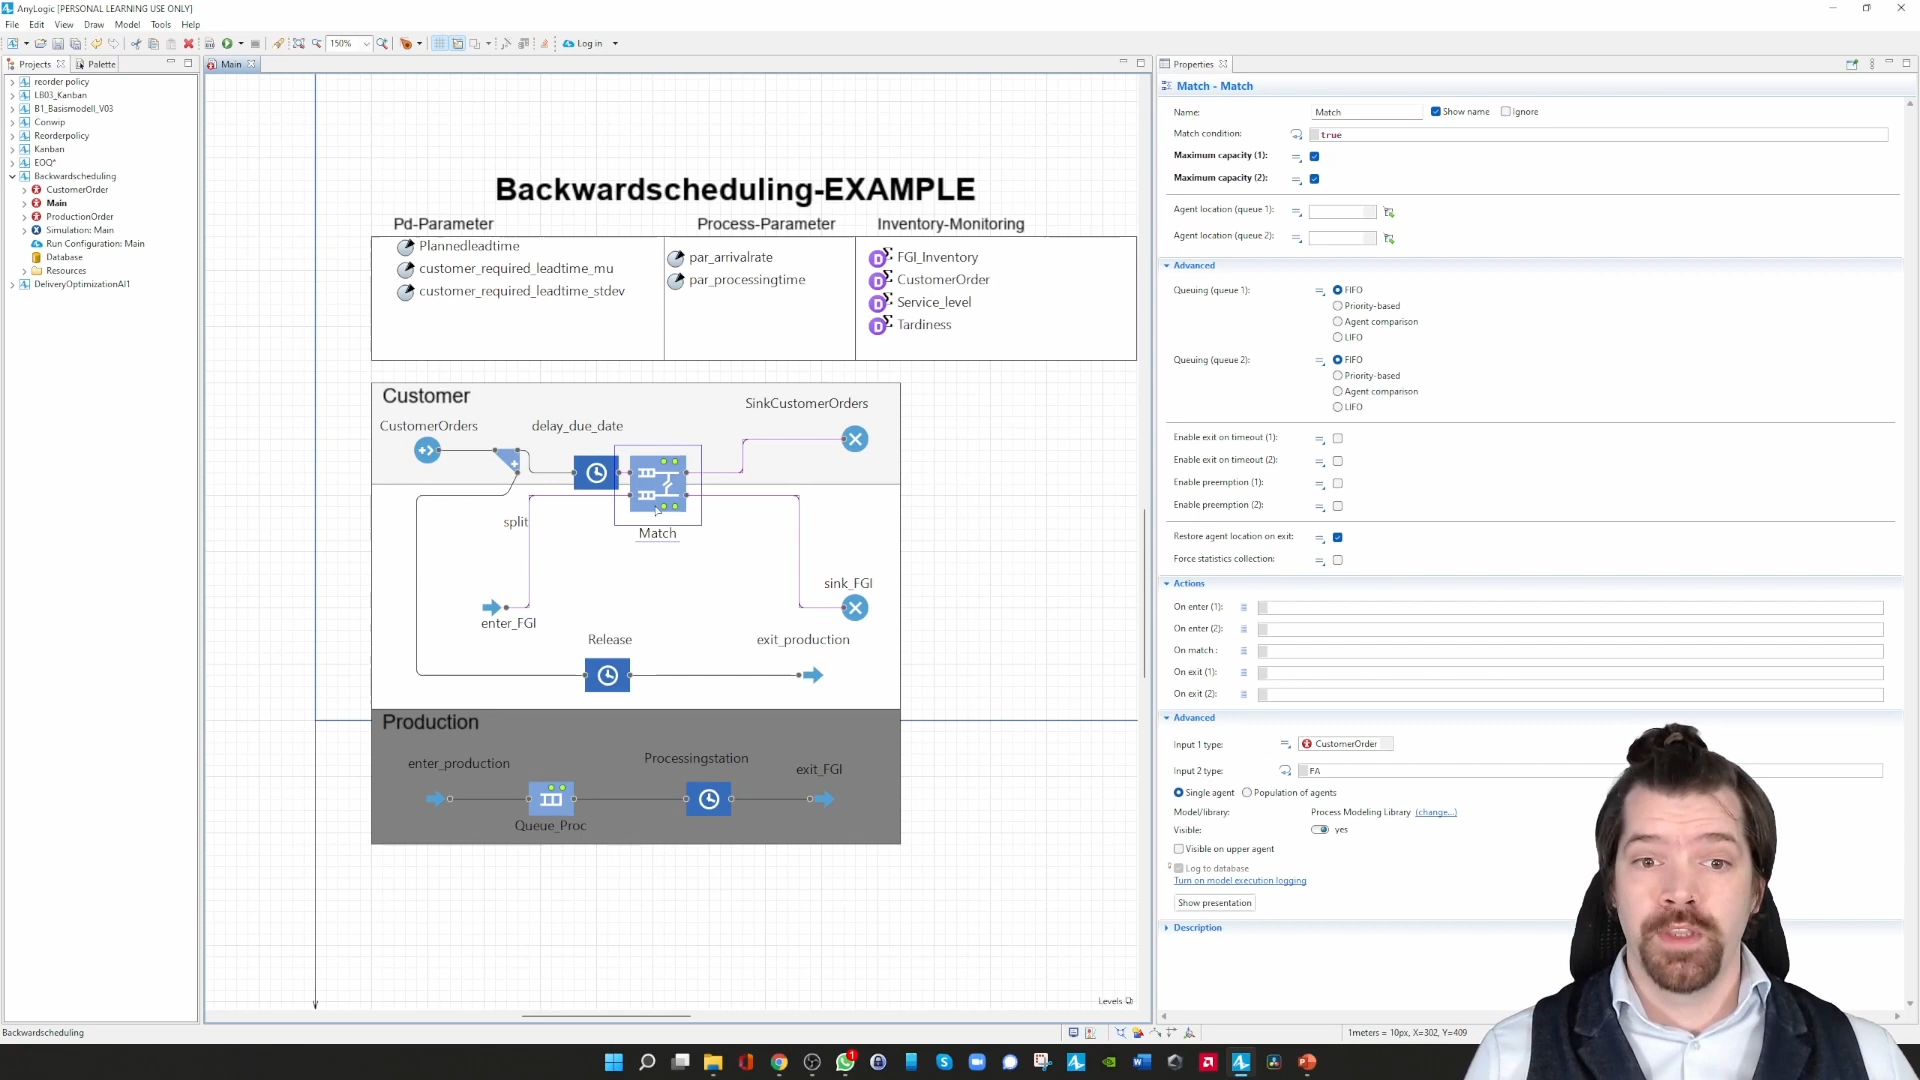 AnyLogic [PERSONAL LEARNING USE ONLY]
File Edit View Draw Model Tools Help
150% Log in
Projects Palette
Main
Properties
reorder policy
LB03_Kanban
B1_Basismodell_V03
Conwip
Reorderpolicy
Kanban
EOQ*
Backwardscheduling
CustomerOrder
Main
ProductionOrder
Simulation: Main
Run Configuration: Main
Database
Resources
DeliveryOptimizationAI1
Backwardscheduling-EXAMPLE
Pd-Parameter
Process-Parameter
Inventory-Monitoring
Plannedleadtime
customer_required_leadtime_mu
customer_required_leadtime_stdev
par_arrivalrate
par_processingtime
FGI_Inventory
CustomerOrder
Service_level
Tardiness
Customer
CustomerOrders
delay_due_date
SinkCustomerOrders
split
Match
enter_FGI
sink_FGI
Release
exit_production
Production
enter_production
Processingstation
exit_FGI
Queue_Proc
Levels
Match - Match
Name: Match Show name Ignore
Match condition: true
Maximum capacity (1):
Maximum capacity (2):
Agent location (queue 1):
Agent location (queue 2):
Advanced
Queuing (queue 1): FIFO
Priority-based
Agent comparison
LIFO
Queuing (queue 2): FIFO
Priority-based
Agent comparison
LIFO
Enable exit on timeout (1):
Enable exit on timeout (2):
Enable preemption (1):
Enable preemption (2):
Restore agent location on exit:
Force statistics collection:
Actions
On enter (1):
On enter (2):
On match :
On exit (1):
On exit (2):
Advanced
Input 1 type: CustomerOrder
Input 2 type: FA
Single agent Population of agents
Model/library: Process Modeling Library (change...)
Visible: yes
Visible on upper agent
Log to database
Turn on model execution logging
Show presentation
Description
Backwardscheduling
1meters = 10px, X=302, Y=409